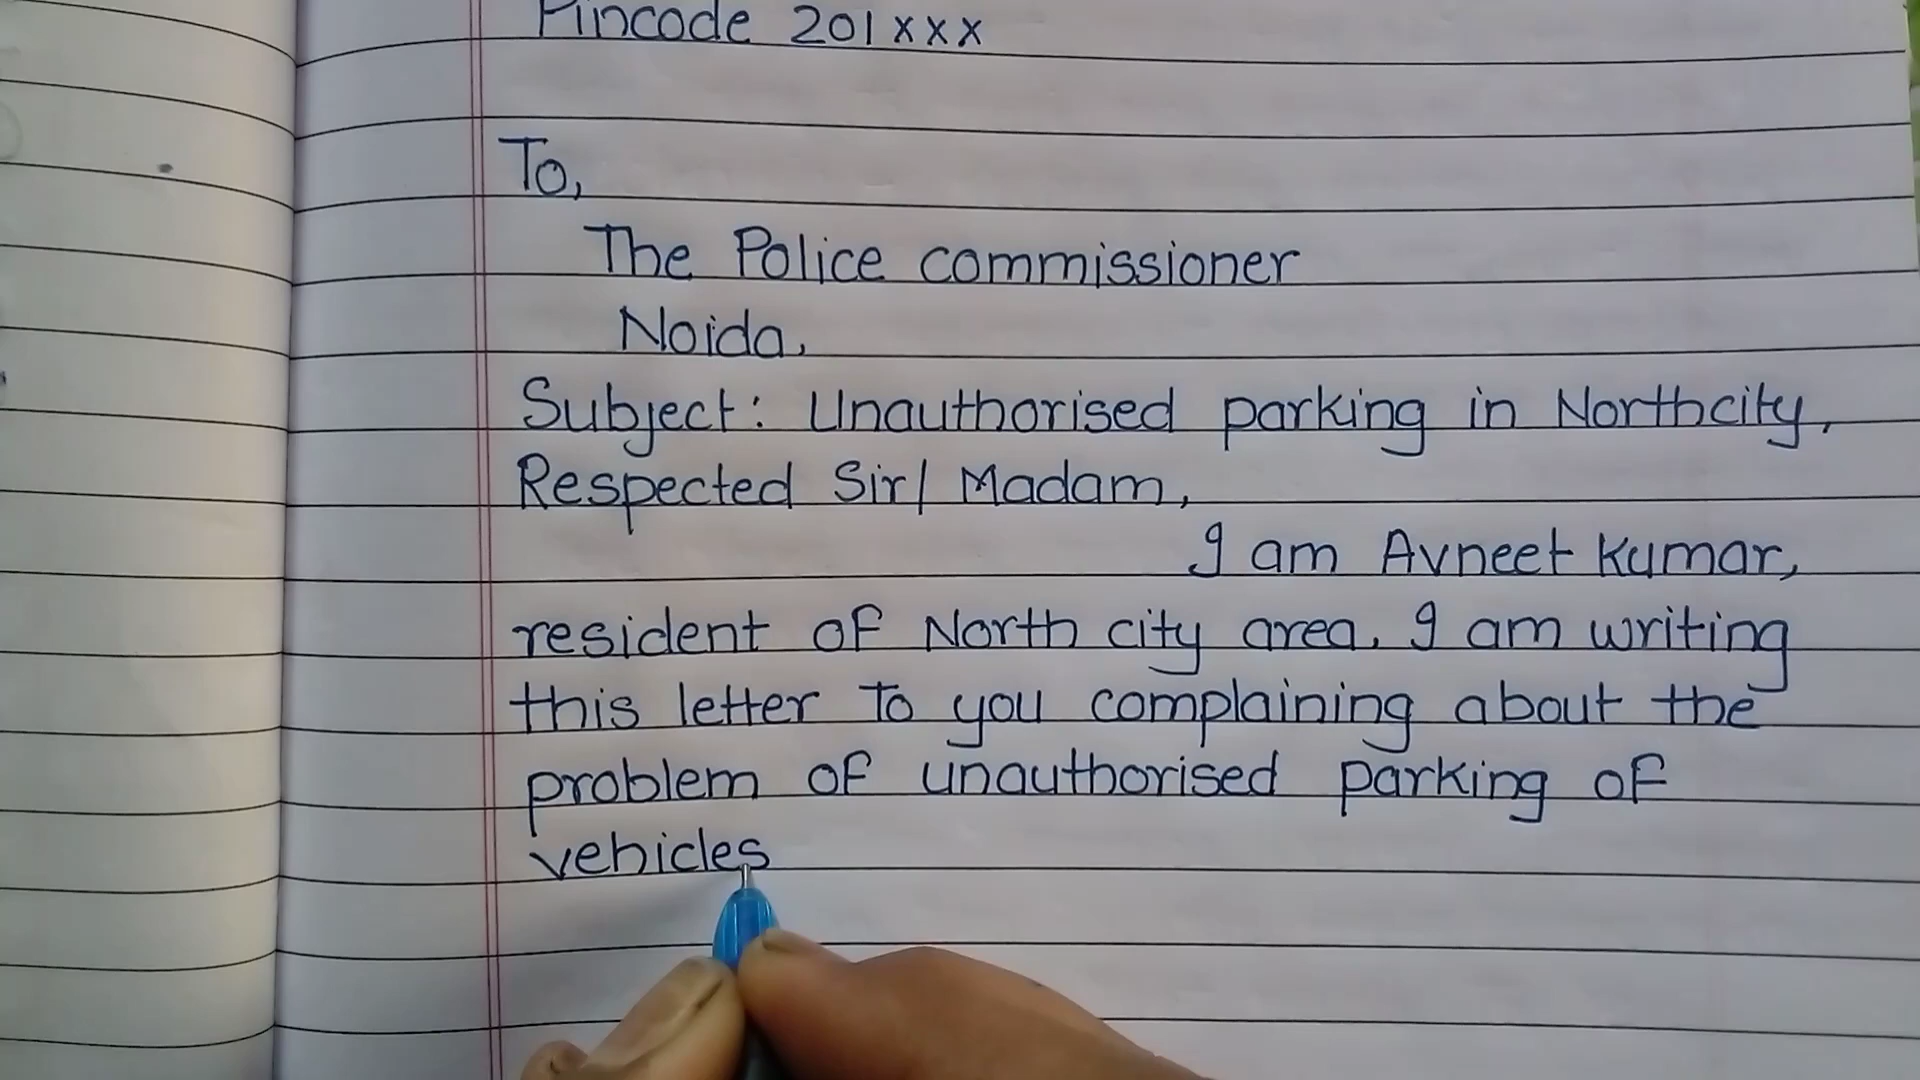 Pincode 201xxx
To,
The Police commissioner
Noida,
Subject: Unauthorised parking in Northcity,
Respected Sir/ Madam,
I am Avneet Kumar,
resident of North city area. I am writing
this letter to you complaining about the
problem of unauthorised parking of
vehicles